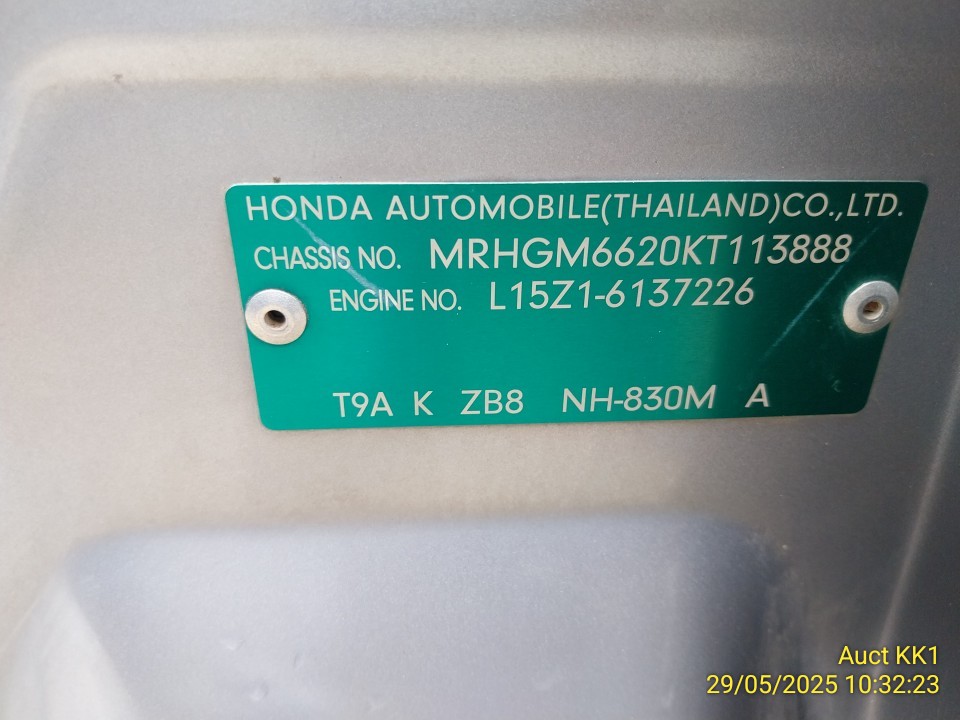 HONDA AUTOMOBILE(THAILAND)CO.,LTD.
CHASSIS NO. MRHGM6620KT113888
ENGINE NO. L15Z1-6137226
T9A K ZB8 NH-830M A
Auct KK1
29/05/2025 10:32:23